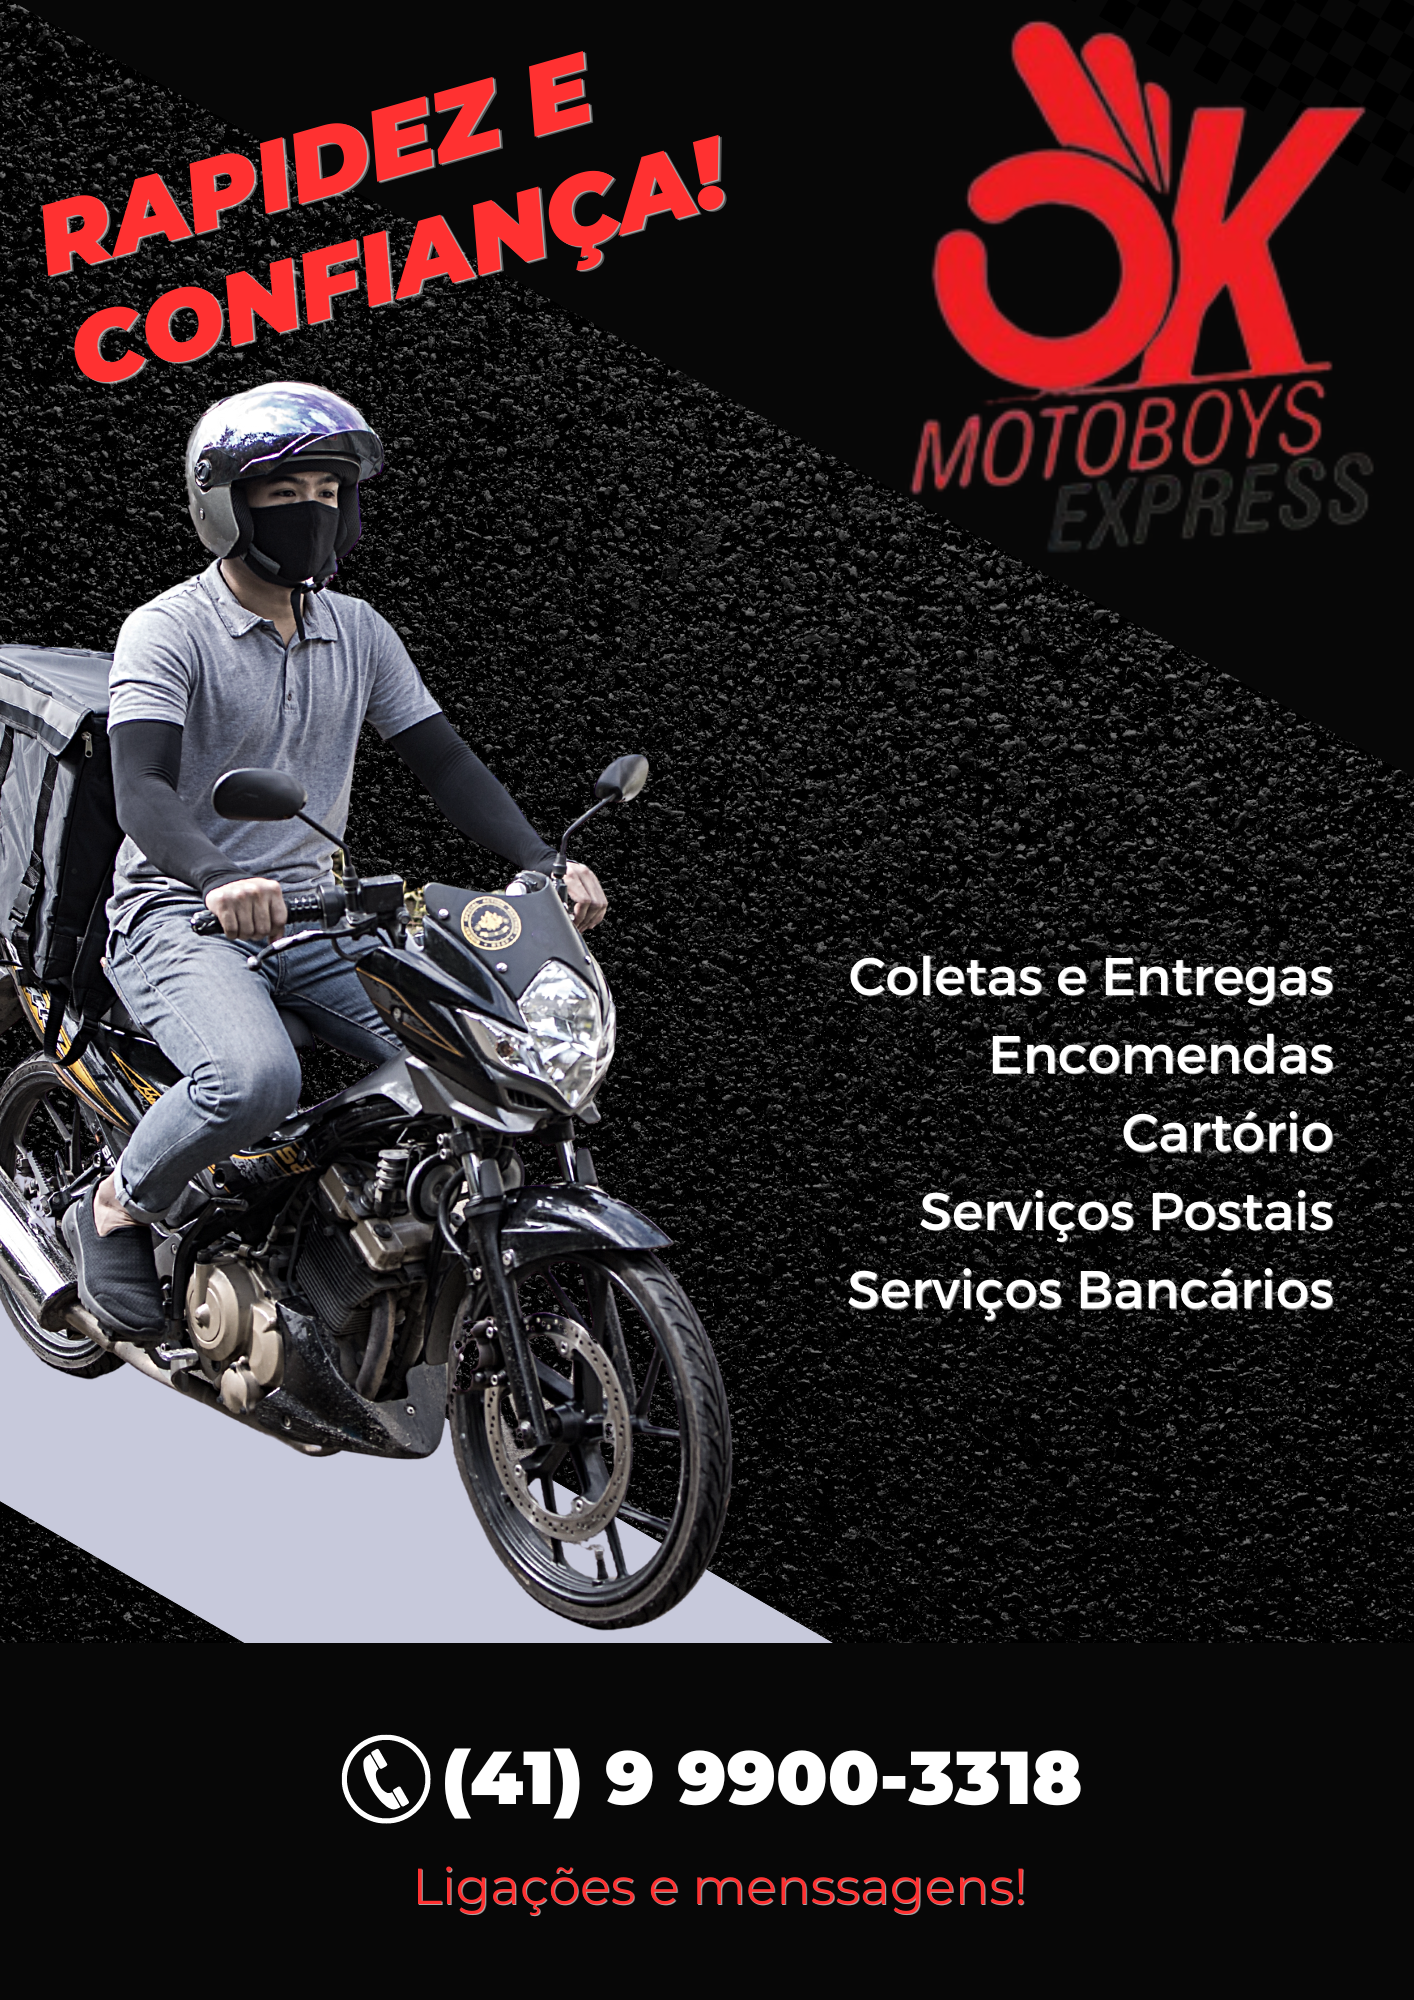 RAPIDEZ E
CONFIANÇA!
OK
MOTOBOYS
EXPRESS
Coletas e Entregas
Encomendas
Cartório
Serviços Postais
Serviços Bancários
(41) 9 9900-3318
Ligações e menssagens!